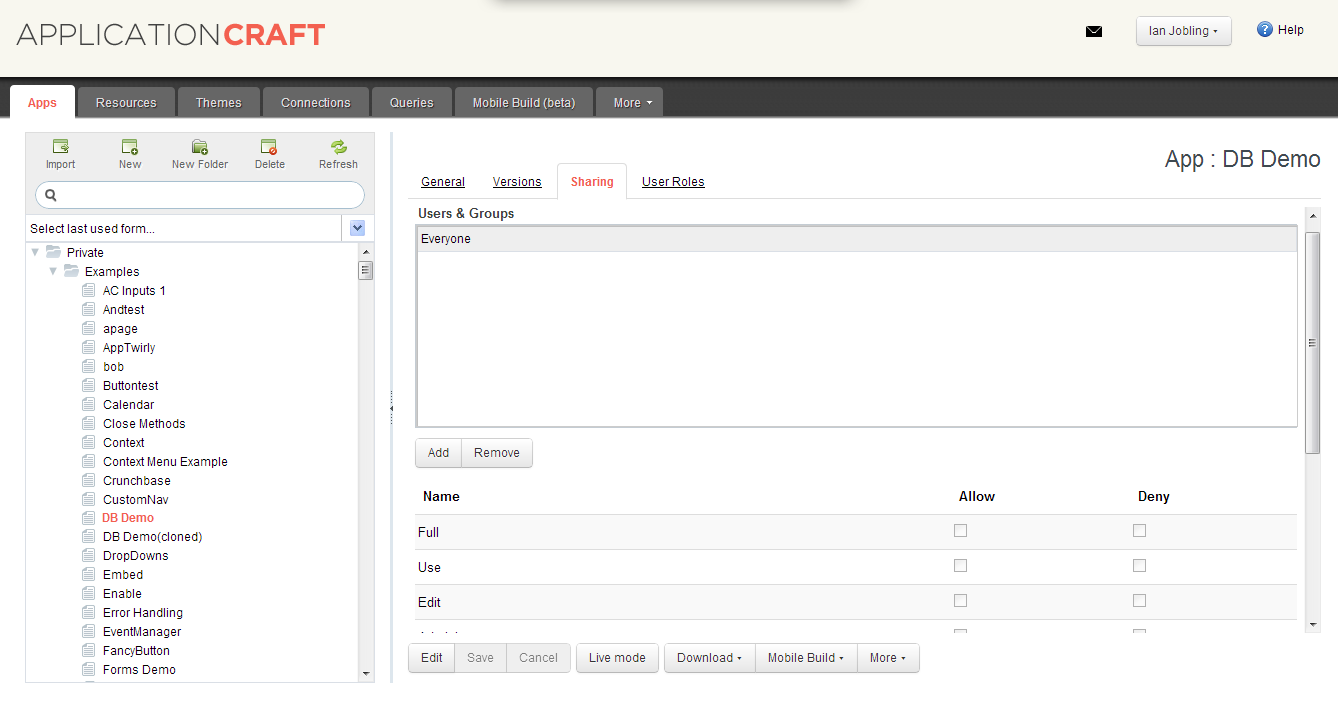 APPLICATIONCRAFT
Ian Jobling
Help
Apps Resources Themes Connections Queries Mobile Build (beta) More
Import New New Folder Delete Refresh
Select last used form...
Private
Examples
AC Inputs 1
Andtest
apage
AppTwirly
bob
Buttontest
Calendar
Close Methods
Context
Context Menu Example
Crunchbase
CustomNav
DB Demo
DB Demo(cloned)
DropDowns
Embed
Enable
Error Handling
EventManager
FancyButton
Forms Demo
App : DB Demo
General Versions Sharing User Roles
Users & Groups
Everyone
Add Remove
Name Allow Deny
Full
Use
Edit
Edit Save Cancel Live mode Download Mobile Build More